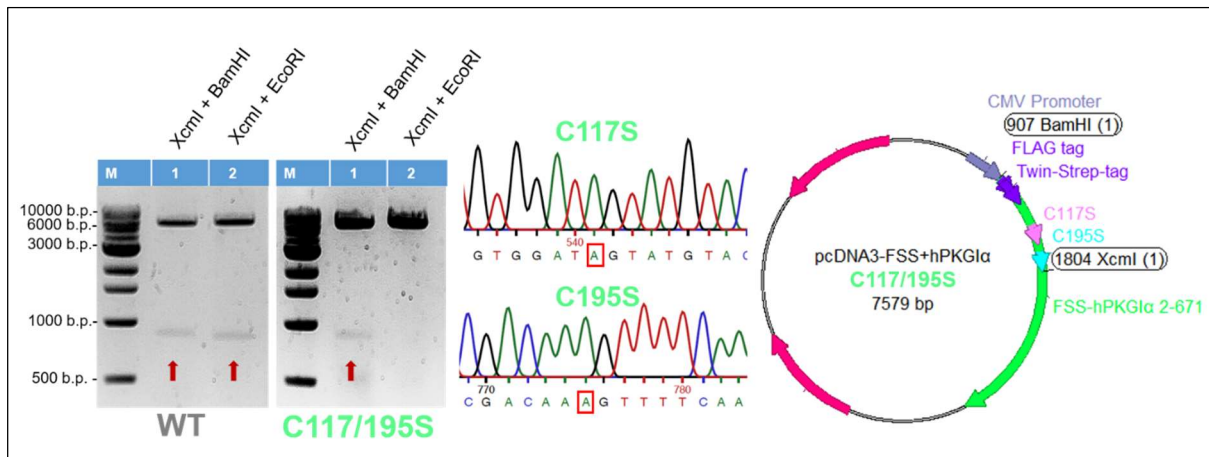 XcmI + BamHI
XcmI + EcoRI
XcmI + BamHI
XcmI + EcoRI
M 1 2
M 1 2
10000 b.p.-
6000 b.p.-
3000 b.p.-
1000 b.p.-
500 b.p.-
WT
C117/195S
C117S
540
G T G G A T A G T A T G T A C
C195S
770 780
C G A C A A A G T T T T C A A
CMV Promoter
907 BamHI (1)
FLAG tag
Twin-Strep-tag
C117S
C195S
1804 XcmI (1)
FSS-hPKGIα 2-671
pcDNA3-FSS+hPKGIα
C117/195S
7579 bp